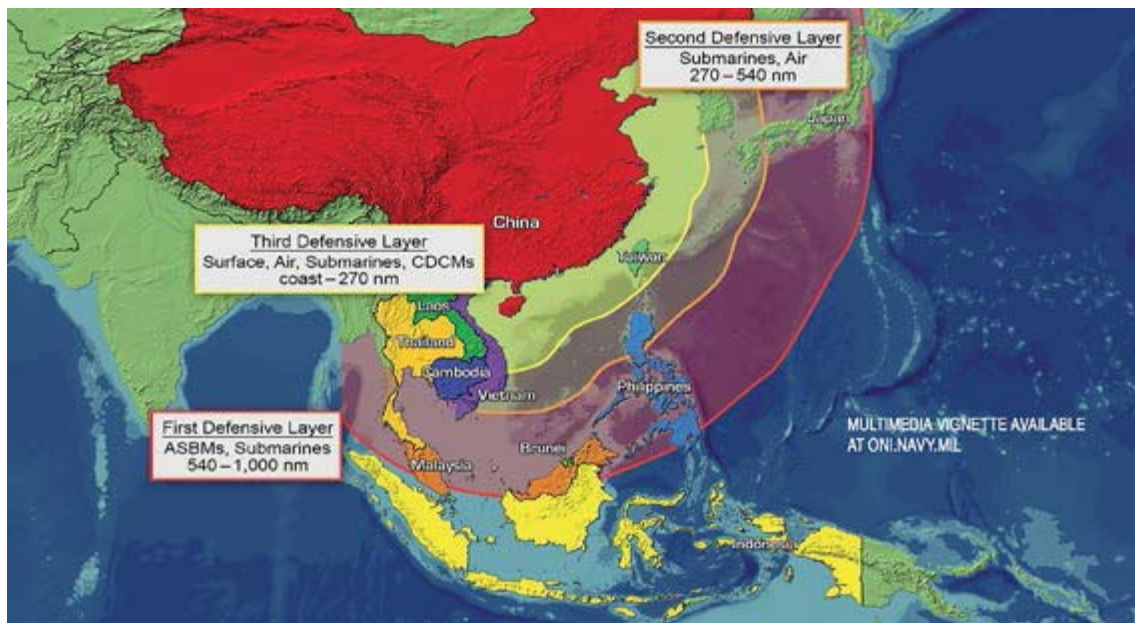 Second Defensive Layer
Submarines, Air
270 – 540 nm
Japan
China
Third Defensive Layer
Surface, Air, Submarines, CDCMs
coast – 270 nm
Taiwan
Laos
Thailand
Cambodia
Vietnam
Philippines
First Defensive Layer
ASBMs, Submarines
540 – 1,000 nm
MULTIMEDIA VIGNETTE AVAILABLE
AT ONI.NAVY.MIL
Brunei
Malaysia
Indonesia